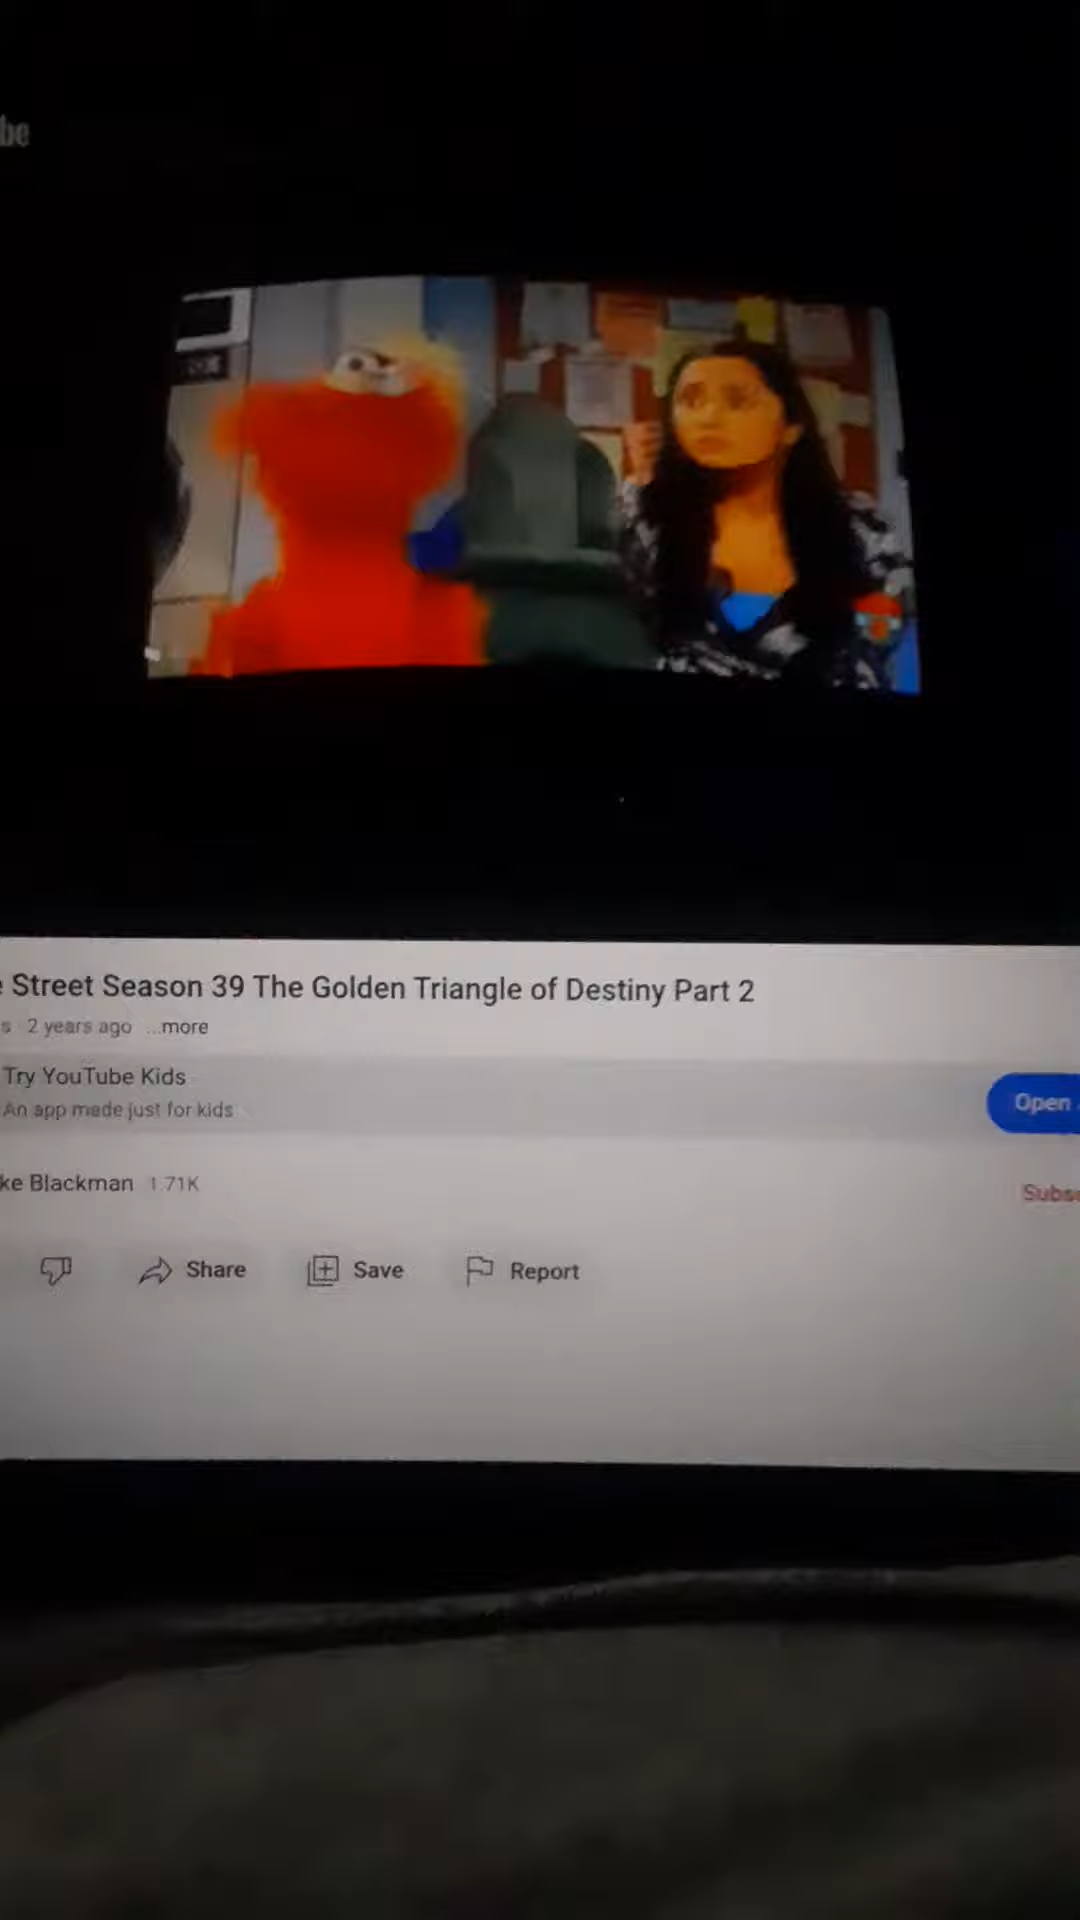 be
e Street Season 39 The Golden Triangle of Destiny Part 2
s 2 years ago ...more
Try YouTube Kids
An app made just for kids
Open
ke Blackman 1.71K
Subs
Share Save Report